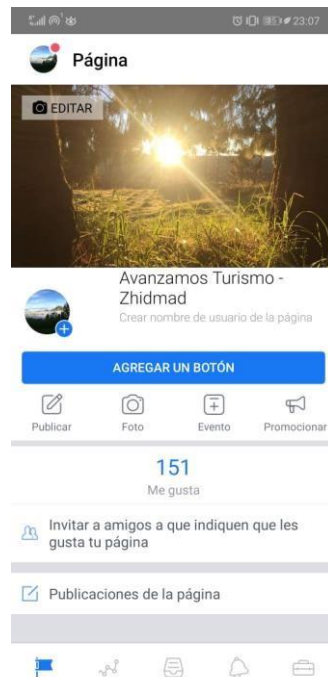 23:07
Página
EDITAR
Avanzamos Turismo -
Zhidmad
Crear nombre de usuario de la página
AGREGAR UN BOTÓN
Publicar
Foto
Evento
Promocionar
151
Me gusta
Invitar a amigos a que indiquen que les
gusta tu página
Publicaciones de la página